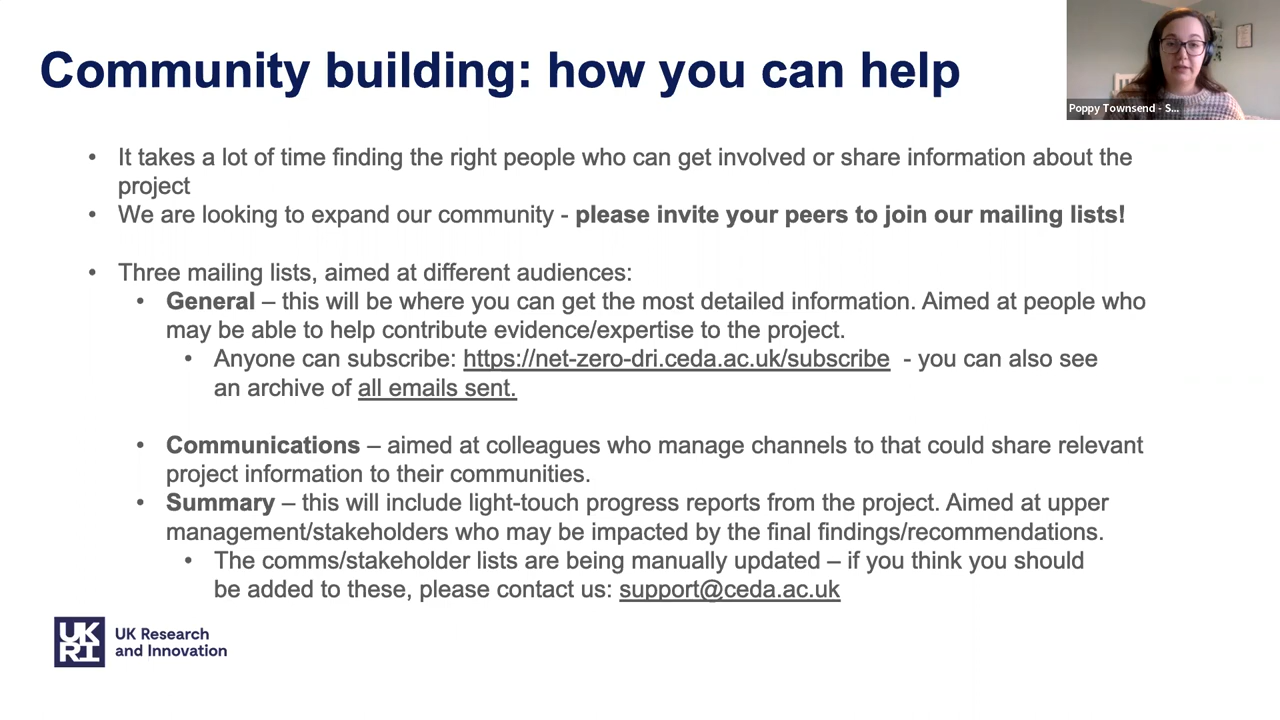 Community building: how you can help
Poppy Townsend - S...
• It takes a lot of time finding the right people who can get involved or share information about the
project
• We are looking to expand our community - please invite your peers to join our mailing lists!
• Three mailing lists, aimed at different audiences:
• General – this will be where you can get the most detailed information. Aimed at people who
may be able to help contribute evidence/expertise to the project.
• Anyone can subscribe: https://net-zero-dri.ceda.ac.uk/subscribe - you can also see
an archive of all emails sent.
• Communications – aimed at colleagues who manage channels to that could share relevant
project information to their communities.
• Summary – this will include light-touch progress reports from the project. Aimed at upper
management/stakeholders who may be impacted by the final findings/recommendations.
• The comms/stakeholder lists are being manually updated – if you think you should
be added to these, please contact us: support@ceda.ac.uk
UK
RI
UK Research
and Innovation